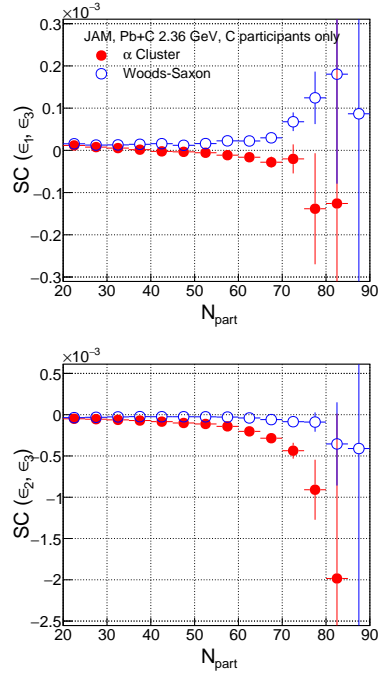 ×10⁻³
JAM, Pb+C 2.36 GeV, C participants only
α Cluster
Woods-Saxon
SC (ϵ₁, ϵ₃)
0.3
0.2
0.1
0
−0.1
−0.2
−0.3
20 30 40 50 60 70 80 90
N_part
×10⁻³
SC (ϵ₂, ϵ₃)
0.5
0
−0.5
−1
−1.5
−2
−2.5
20 30 40 50 60 70 80 90
N_part